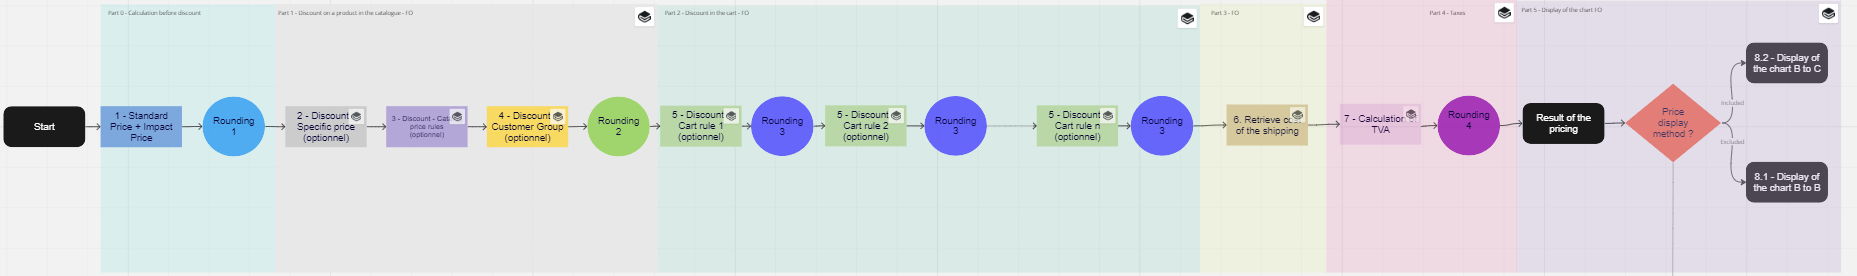 Part 0 - Calculation before discount
Part 1 - Discount on a product in the catalogue - FO
Part 2 - Discount in the cart - FO
Part 3 - FO
Part 4 - Taxes
Part 5 - Display of the chart FO
Start
1 - Standard
Price + Impact
Price
Rounding
1
2 - Discount
Specific price
(optionnel)
3 - Discount - Cat
price rules
(optionnel)
4 - Discount
Customer Group
(optionnel)
Rounding
2
5 - Discount
Cart rule 1
(optionnel)
Rounding
3
5 - Discount
Cart rule 2
(optionnel)
Rounding
3
5 - Discount
Cart rule n
(optionnel)
Rounding
3
6. Retrieve
of the shipping
7 - Calculation
TVA
Rounding
4
Result of the
pricing
Price
display
method ?
Included
Excluded
8.2 - Display of
the chart B to C
8.1 - Display of
the chart B to B